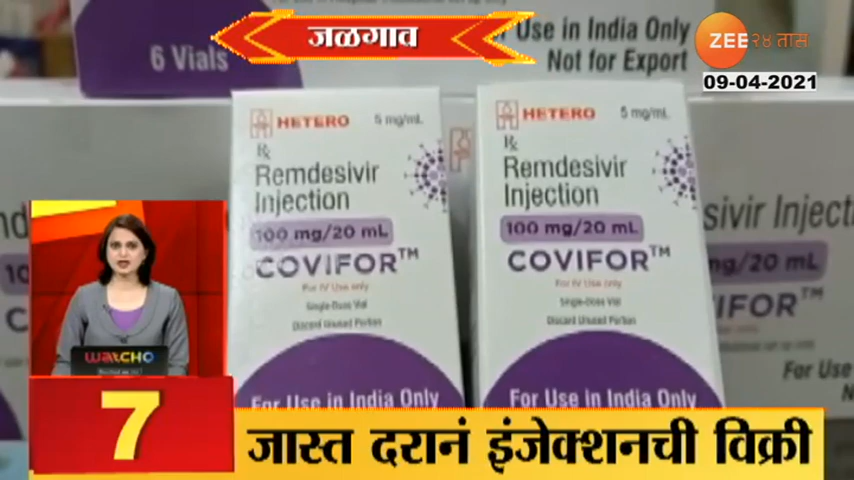 6 Vials
जळगाव
Use in India Only
Not for Export
ZEE २४ तास
09-04-2021
HETERO 5 mg/mL
Rx
Remdesivir
Injection
100 mg/20 mL
COVIFOR™
For IV Use only
Single-Dose Vial
Discard Unused Portion
For Use in India Only
HETERO 5 mg/mL
Rx
Remdesivir
Injection
100 mg/20 mL
COVIFOR™
For IV Use only
Single-Dose Vial
Discard Unused Portion
For Use in India Only
sivir Injecti
mg/20 mL
VIFOR™
For Use
10
WATCHO
7
जास्त दरानं इंजेक्शनची विक्री